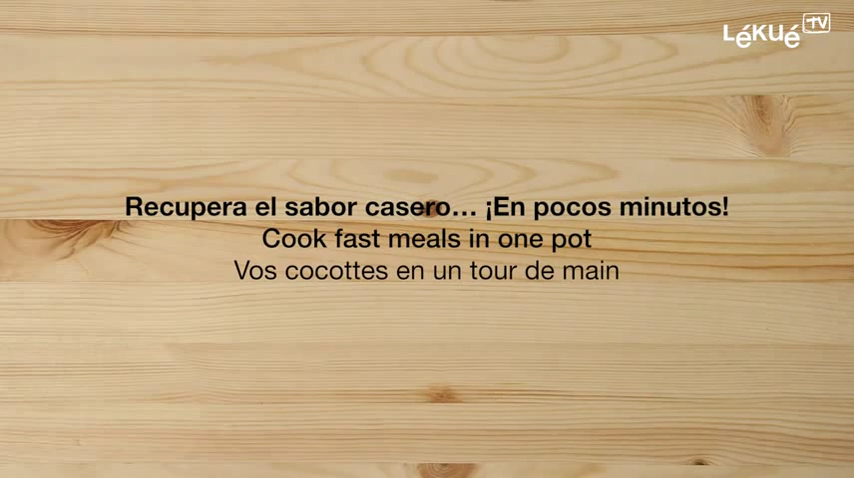 Lékué TV
Recupera el sabor casero... ¡En pocos minutos!
Cook fast meals in one pot
Vos cocottes en un tour de main